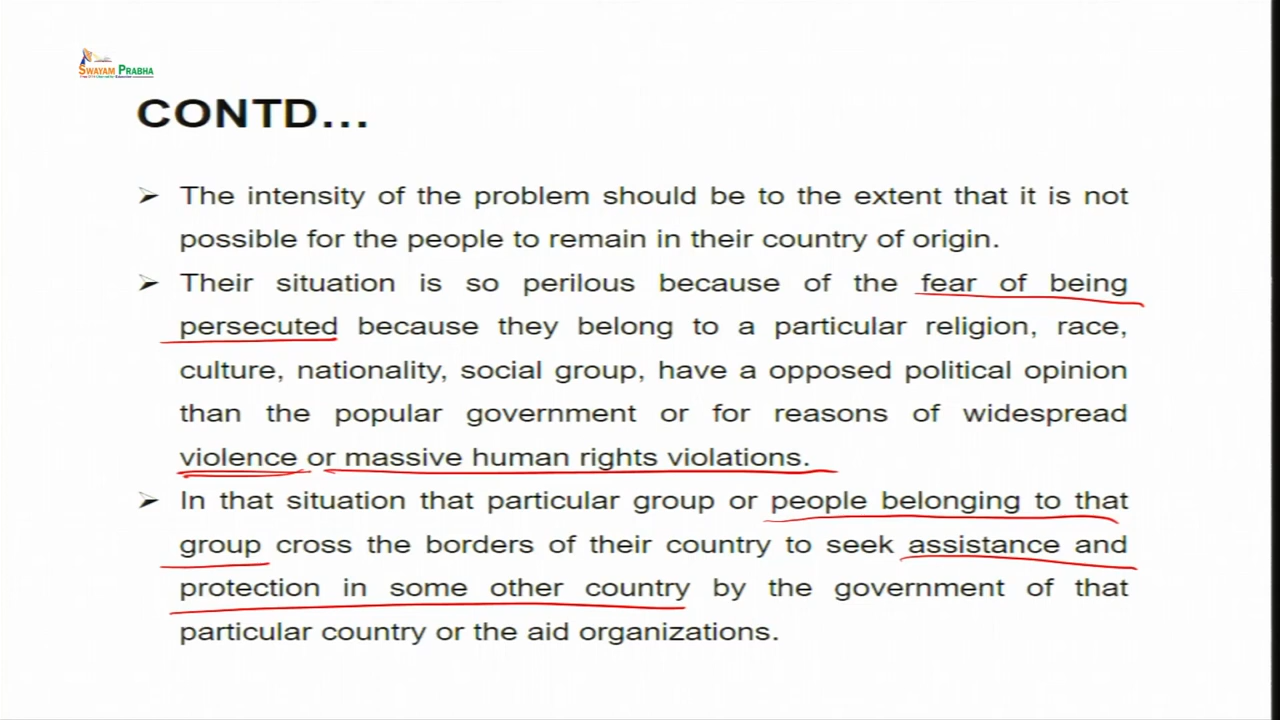 SWAYAM PRABHA
CONTD...
➢ The intensity of the problem should be to the extent that it is not
possible for the people to remain in their country of origin.
➢ Their situation is so perilous because of the fear of being
persecuted because they belong to a particular religion, race,
culture, nationality, social group, have a opposed political opinion
than the popular government or for reasons of widespread
violence or massive human rights violations.
➢ In that situation that particular group or people belonging to that
group cross the borders of their country to seek assistance and
protection in some other country by the government of that
particular country or the aid organizations.